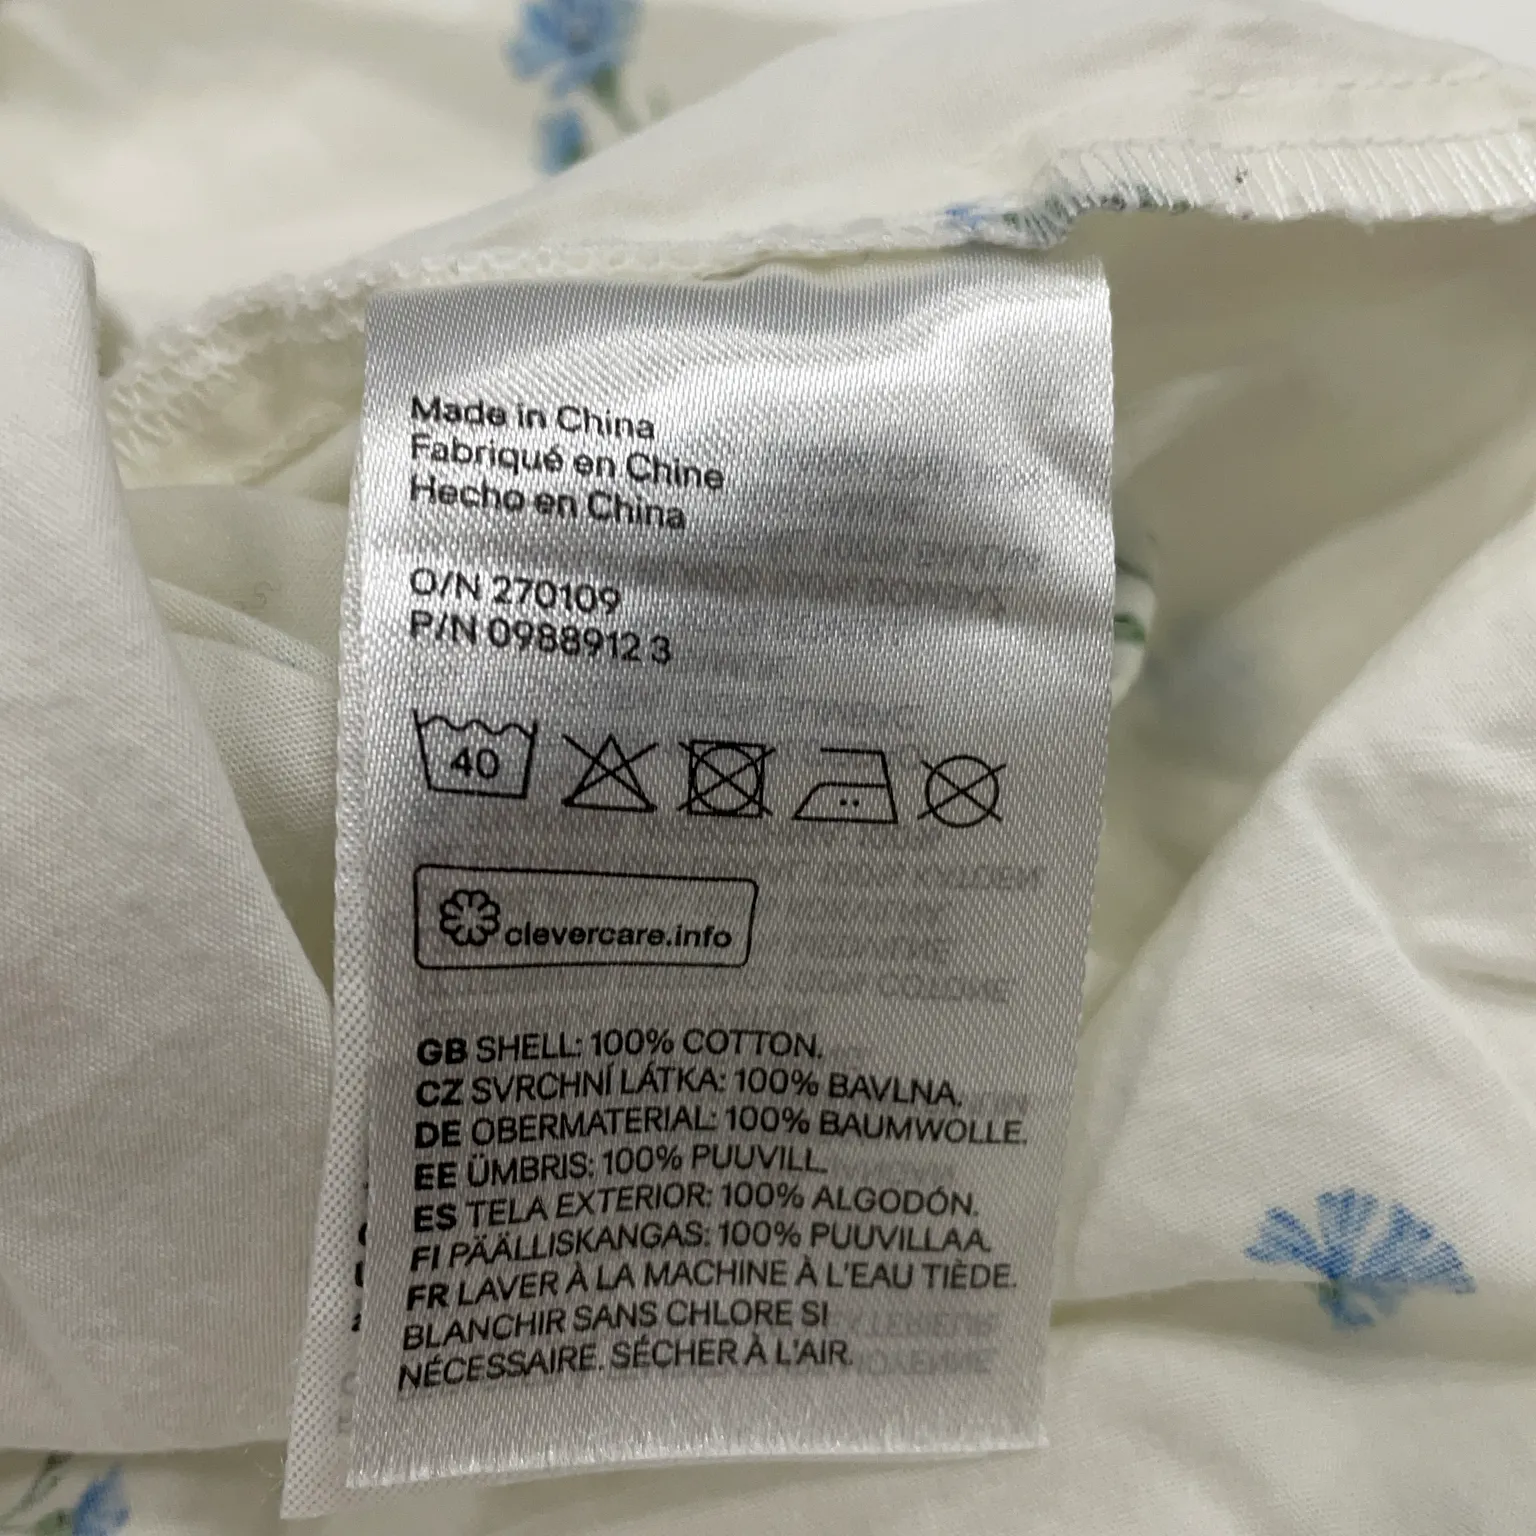 Made in China
Fabriqué en Chine
Hecho en China
O/N 270109
P/N 0988912 3
40
clevercare.info
GB SHELL: 100% COTTON.
CZ SVRCHNÍ LÁTKA: 100% BAVLNA.
DE OBERMATERIAL: 100% BAUMWOLLE.
EE ÜMBRIS: 100% PUUVILL.
ES TELA EXTERIOR: 100% ALGODÓN.
FI PÄÄLLISKANGAS: 100% PUUVILLAA.
FR LAVER À LA MACHINE À L'EAU TIÈDE.
BLANCHIR SANS CHLORE SI
NÉCESSAIRE. SÉCHER À L'AIR.